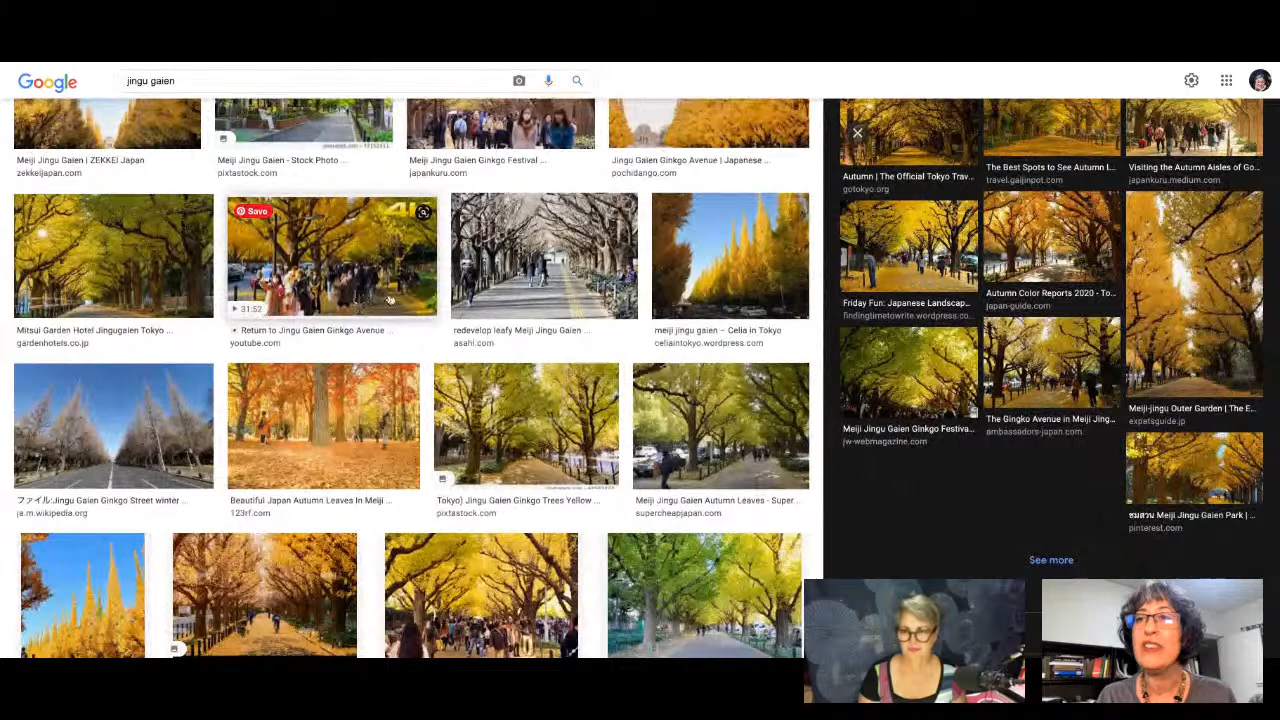 Google
jingu gaien
Meiji Jingu Gaien | ZEKKEI Japan
zekkeijapan.com
Meiji Jingu Gaien - Stock Photo ...
pixtastock.com
Meiji Jingu Gaien Ginkgo Festival ...
japankuru.com
Jingu Gaien Ginkgo Avenue | Japanese ...
pochidango.com
Save
4K
31:52
Mitsui Garden Hotel Jingugaien Tokyo ...
gardenhotels.co.jp
Return to Jingu Gaien Ginkgo Avenue ...
youtube.com
redevelop leafy Meiji Jingu Gaien ...
asahi.com
meiji jingu gaien – Celia in Tokyo
celiaintokyo.wordpress.com
ファイル:Jingu Gaien Ginkgo Street winter ...
ja.m.wikipedia.org
Beautiful Japan Autumn Leaves In Meiji ...
123rf.com
Tokyo) Jingu Gaien Ginkgo Trees Yellow ...
pixtastock.com
Meiji Jingu Gaien Autumn Leaves - Super...
supercheapjapan.com
Autumn | The Official Tokyo Trav...
gotokyo.org
The Best Spots to See Autumn L...
travel.gaijinpot.com
Visiting the Autumn Aisles of Go...
japankuru.medium.com
Friday Fun: Japanese Landscap...
findingtimetowrite.wordpress.co...
Autumn Color Reports 2020 - To...
japan-guide.com
Meiji Jingu Gaien Ginkgo Festiva...
jw-webmagazine.com
The Gingko Avenue in Meiji Jing...
ambassadors-japan.com
Meiji-jingu Outer Garden | The E...
expatsguide.jp
ชมสวน Meiji Jingu Gaien Park | ...
pinterest.com
See more